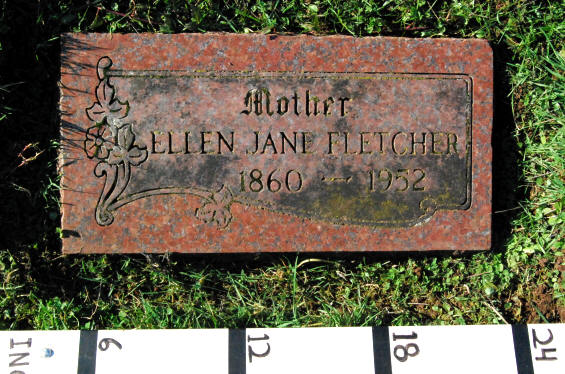 Mother
ELLEN JANE FLETCHER
1860 — 1952
6 12 18 24